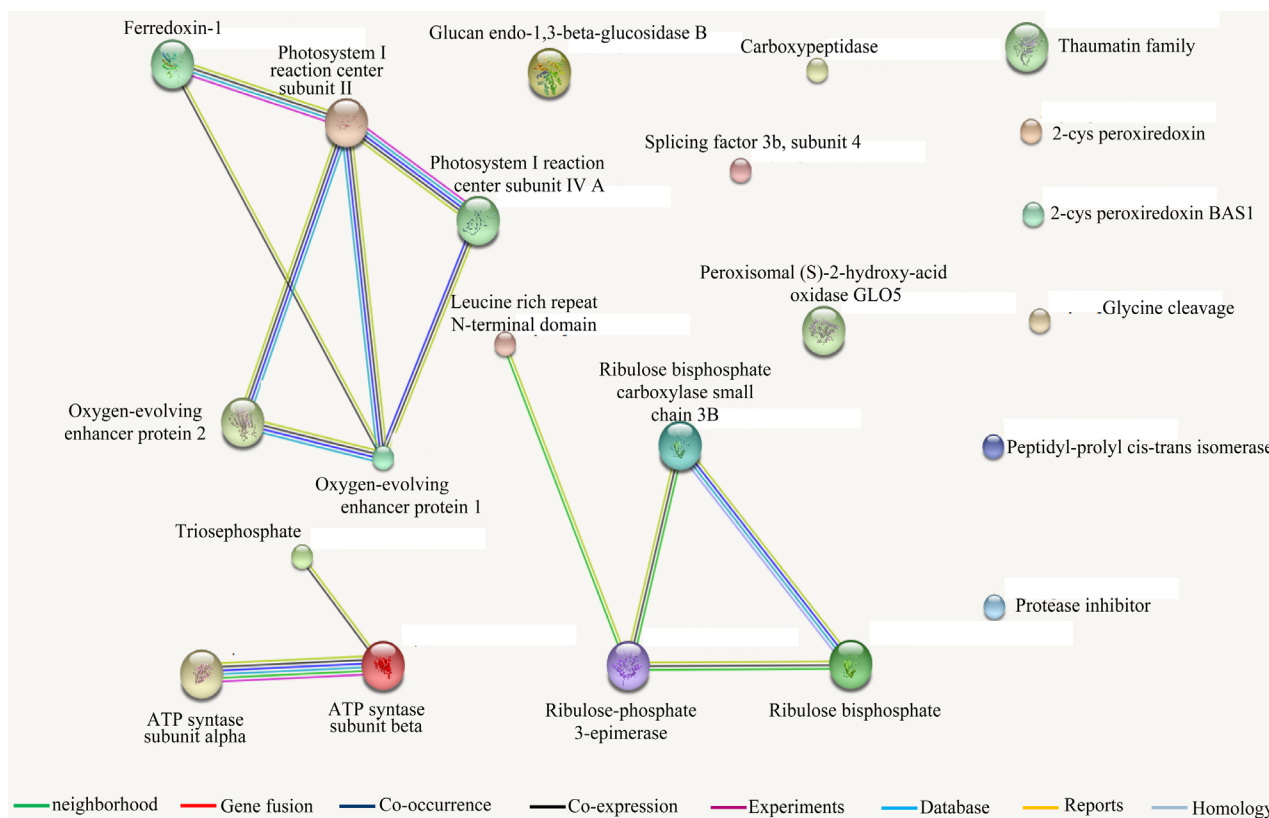 Ferredoxin-1
Photosystem I
reaction center
subunit II
Glucan endo-1,3-beta-glucosidase B
Carboxypeptidase
Thaumatin family
2-cys peroxiredoxin
Splicing factor 3b, subunit 4
Photosystem I reaction
center subunit IV A
2-cys peroxiredoxin BAS1
Peroxisomal (S)-2-hydroxy-acid
oxidase GLO5
Leucine rich repeat
N-terminal domain
Glycine cleavage
Ribulose bisphosphate
carboxylase small
chain 3B
Oxygen-evolving
enhancer protein 2
Peptidyl-prolyl cis-trans isomerase
Oxygen-evolving
enhancer protein 1
Triosephosphate
Protease inhibitor
ATP syntase
subunit alpha
ATP syntase
subunit beta
Ribulose-phosphate
3-epimerase
Ribulose bisphosphate
neighborhood Gene fusion Co-occurrence Co-expression Experiments Database Reports Homology